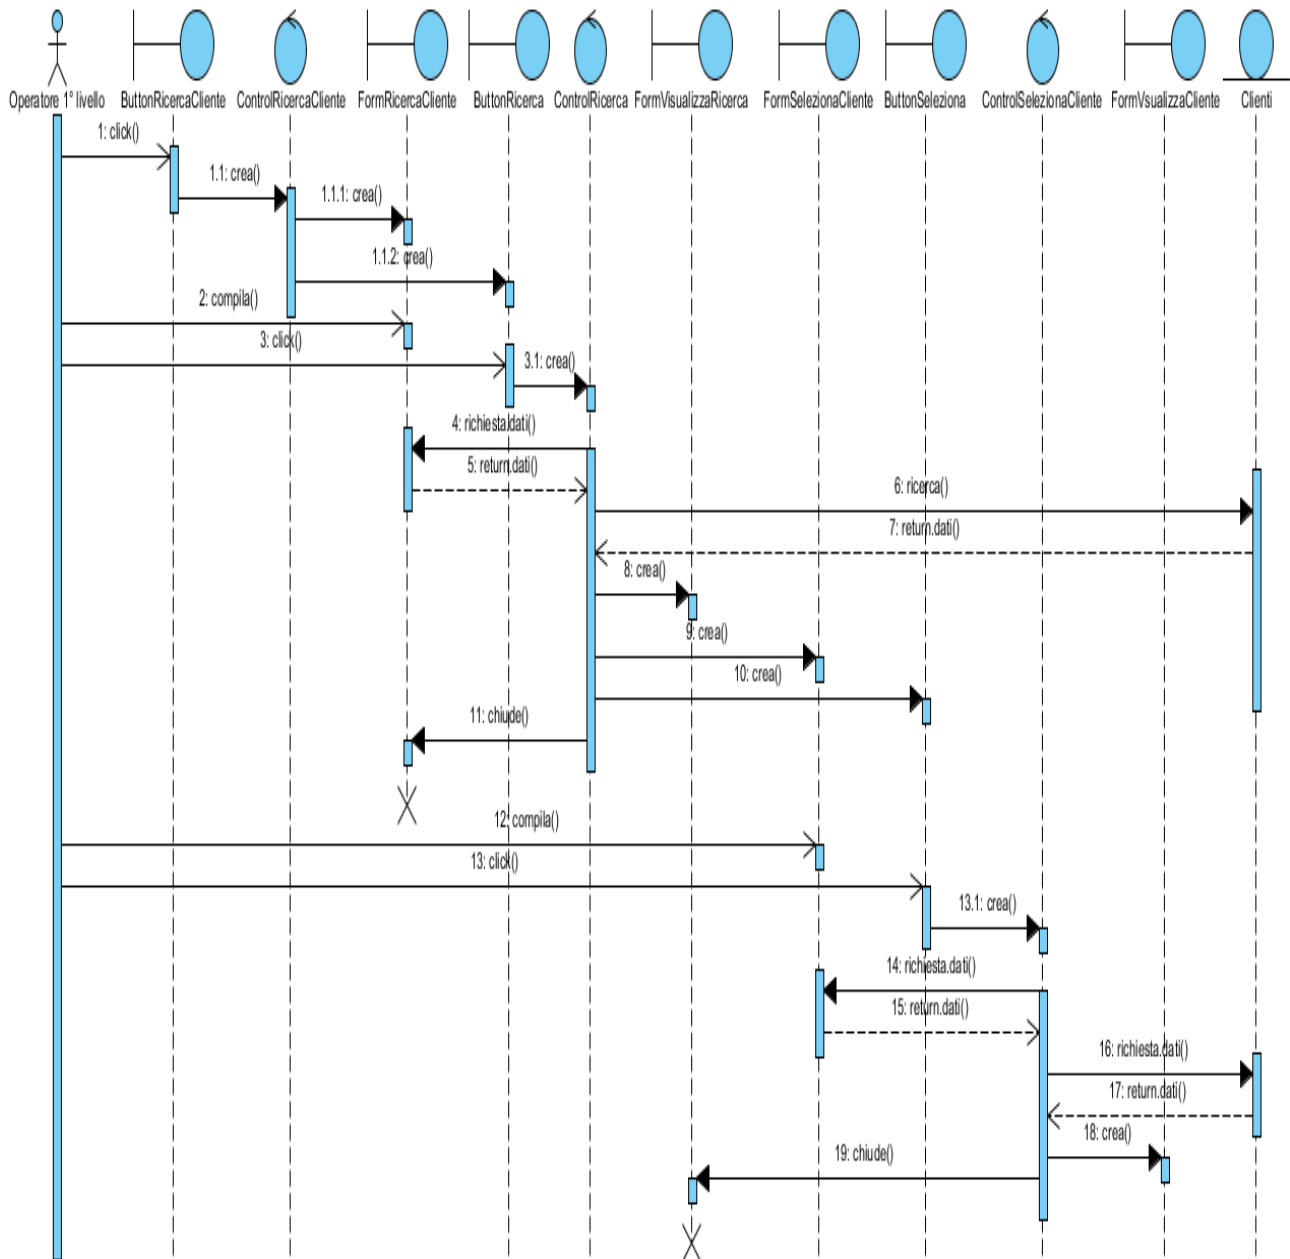 Operatore 1° livello
ButtonRicercaCliente
ControlRicercaCliente
FormRicercaCliente
ButtonRicerca
ControlRicerca
FormVisualizzaRicerca
FormSelezionaCliente
ButtonSeleziona
ControlSelezionaCliente
FormVsualizzaCliente
Clienti
1: click()
1.1: crea()
1.1.1: crea()
1.1.2: crea()
2: compila()
3: click()
3.1: crea()
4: richiesta.dati()
5: return.dati()
6: ricerca()
7: return.dati()
8: crea()
9: crea()
10: crea()
11: chiude()
12: compila()
13: click()
13.1: crea()
14: richiesta.dati()
15: return.dati()
16: richiesta.dati()
17: return.dati()
18: crea()
19: chiude()